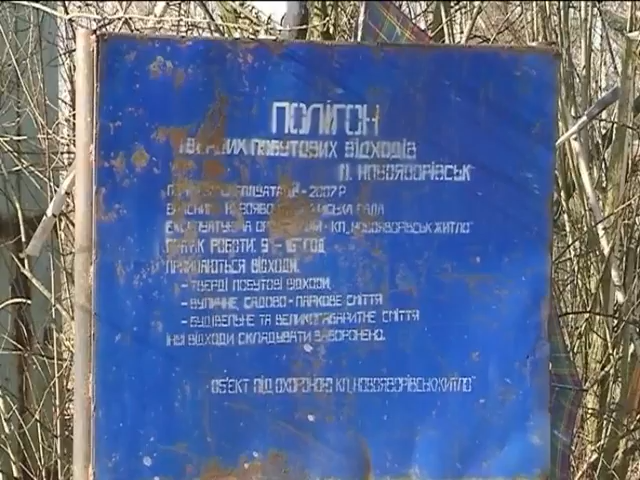 ПОЛІГОН
ТВЕРДИХ ПОБУТОВИХ ВІДХОДІВ
М. НОВОЯВОРІВСЬК
- 2007 Р.
РАДА
- КП „НОВОЯВОРІВСЬКЖИТЛО"
РОБОТИ: 9 - 16 ГОД.
ПРИЙМАЮТЬСЯ ВІДХОДИ:
- ТВЕРДІ ПОБУТОВІ ВІДХОДИ,
- ВУЛИЧНЕ, САДОВО - ПАРКОВЕ СМІТТЯ
- БУДІВЕЛЬНЕ ТА ВЕЛИКОГАБАРИТНЕ СМІТТЯ
ІНШІ ВІДХОДИ СКЛАДУВАТИ ЗАБОРОНЕНО.
ОБ'ЄКТ ПІД ОХОРОНОЮ КП „НОВОЯВОРІВСЬКЖИТЛО"